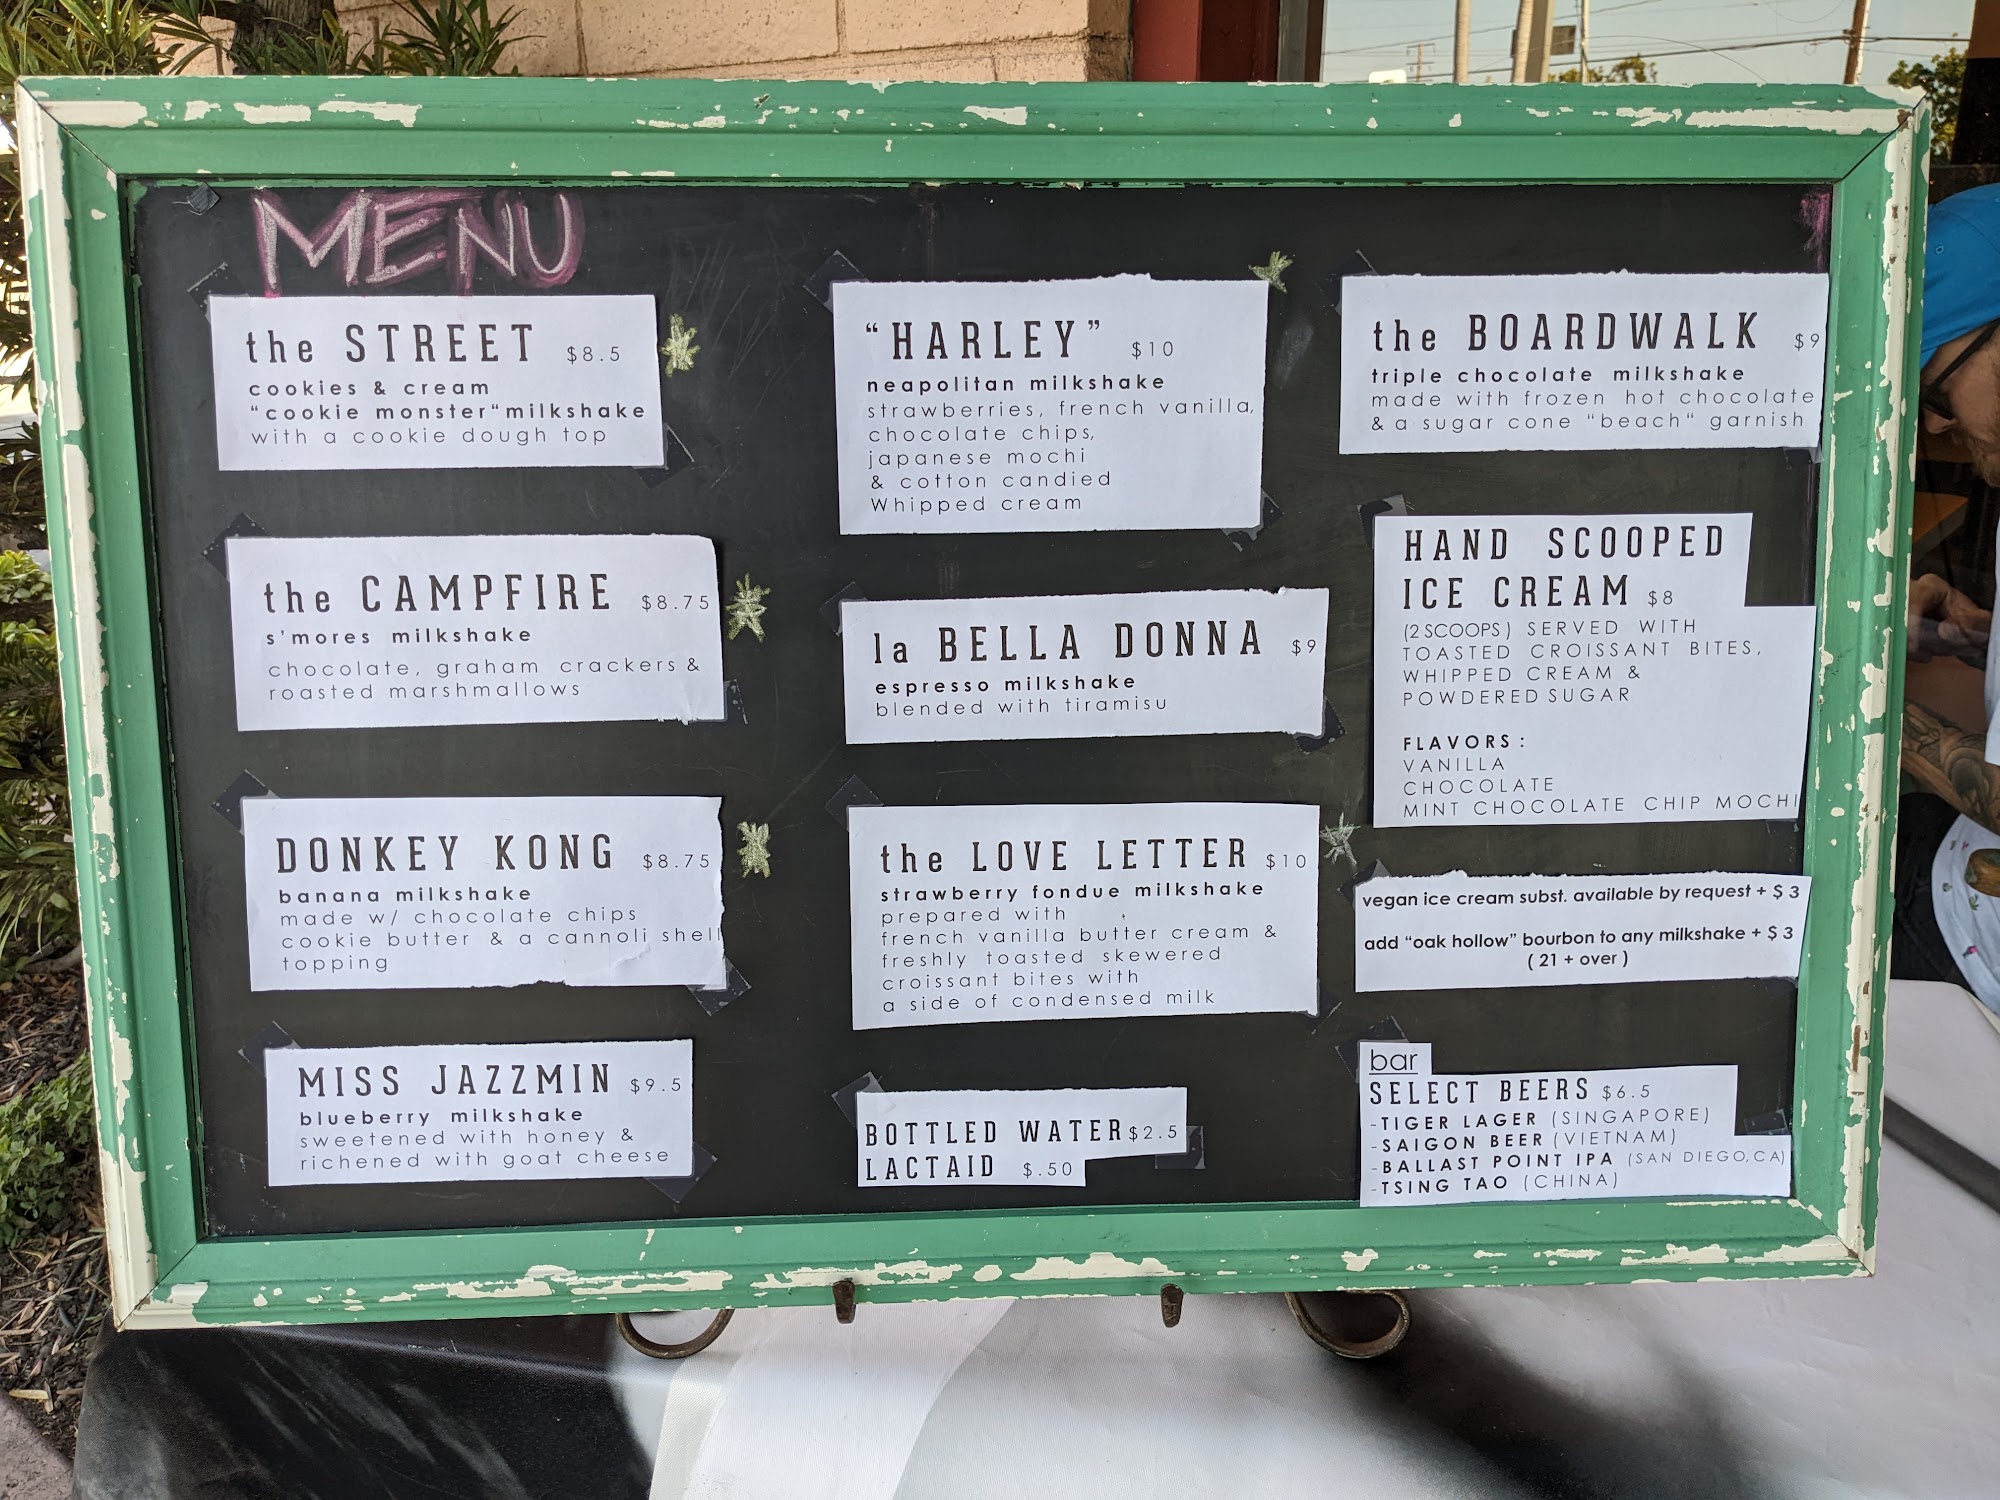 MENU
the STREET $8.5
cookies & cream
"cookie monster" milkshake
with a cookie dough top
the CAMPFIRE $8.75
s'mores milkshake
chocolate, graham crackers &
roasted marshmallows
DONKEY KONG $8.75
banana milkshake
made w/ chocolate chips
cookie butter & a cannoli shell
topping
MISS JAZZMIN $9.5
blueberry milkshake
sweetened with honey &
richened with goat cheese
"HARLEY" $10
neapolitan milkshake
strawberries, french vanilla,
chocolate chips,
japanese mochi
& cotton candied
Whipped cream
la BELLA DONNA $9
espresso milkshake
blended with tiramisu
the LOVE LETTER $10
strawberry fondue milkshake
prepared with
french vanilla butter cream &
freshly toasted skewered
croissant bites with
a side of condensed milk
BOTTLED WATER $2.5
LACTAID $.50
the BOARDWALK $9
triple chocolate milkshake
made with frozen hot chocolate
& a sugar cone "beach" garnish
HAND SCOOPED
ICE CREAM $8
(2 SCOOPS) SERVED WITH
TOASTED CROISSANT BITES,
WHIPPED CREAM &
POWDERED SUGAR
FLAVORS:
VANILLA
CHOCOLATE
MINT CHOCOLATE CHIP MOCHI
vegan ice cream subst. available by request + $3
add "oak hollow" bourbon to any milkshake + $3
( 21 + over )
bar
SELECT BEERS $6.5
-TIGER LAGER (SINGAPORE)
-SAIGON BEER (VIETNAM)
-BALLAST POINT IPA (SAN DIEGO, CA)
-TSING TAO (CHINA)